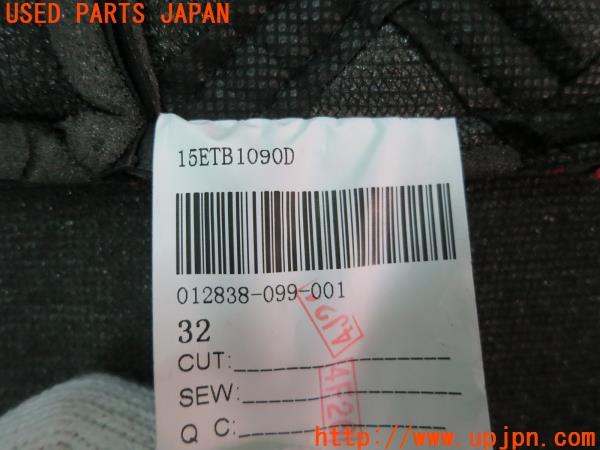 USED PARTS JAPAN
15ETB1090D
012838-099-001
32
CUT:
SEW:
Q C:
http://www.upjpn.com